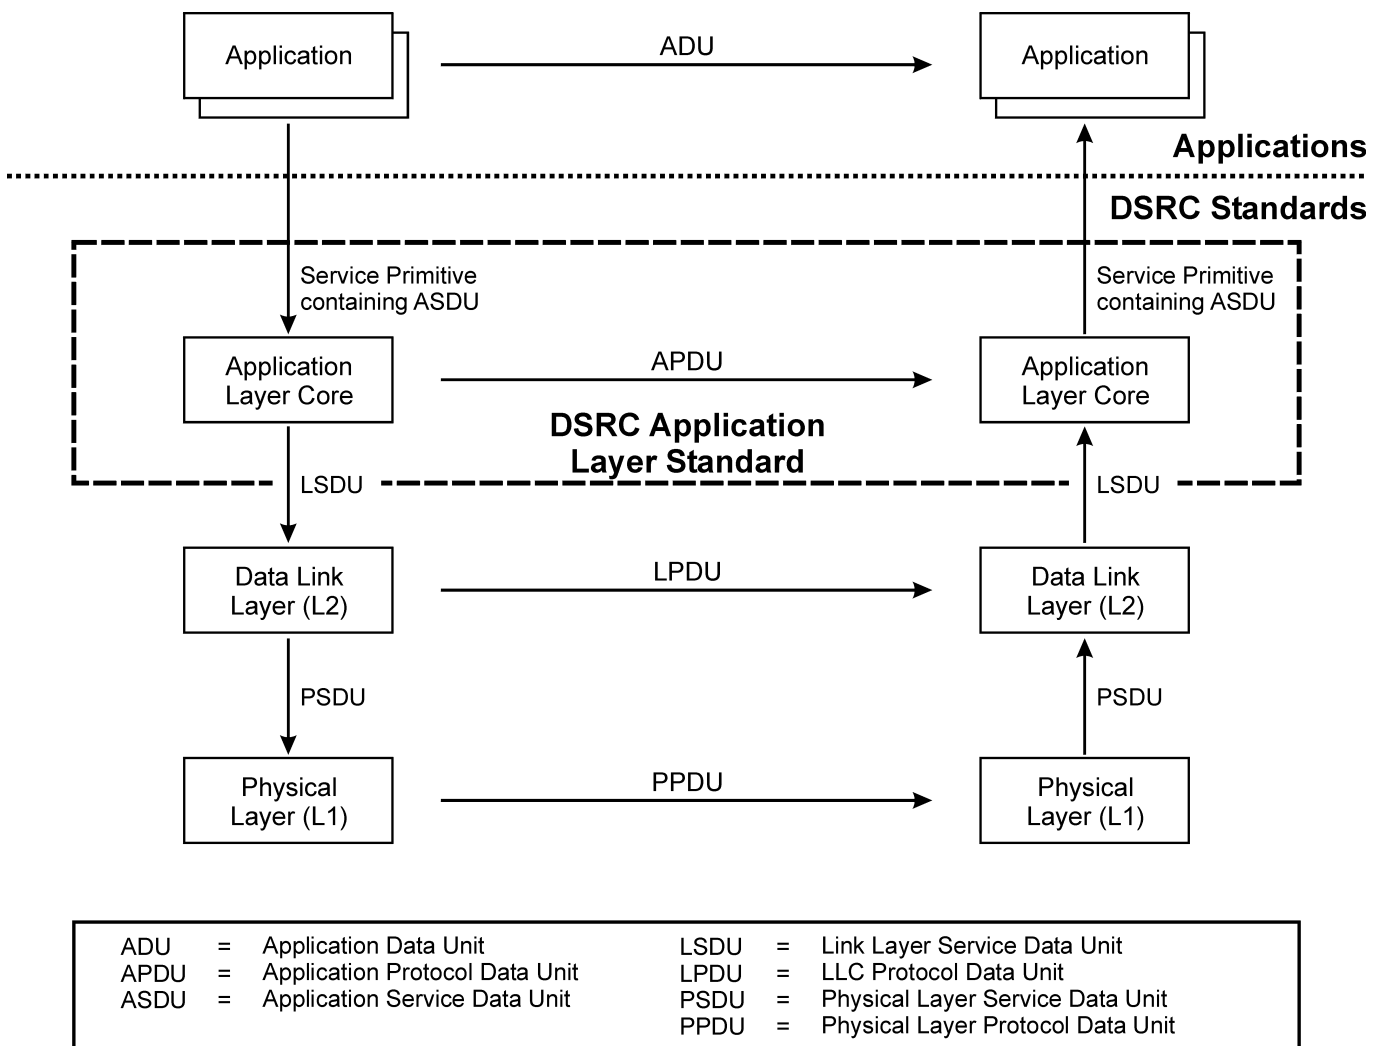 Application
ADU
Application
Applications
DSRC Standards
Service Primitive
containing ASDU
Service Primitive
containing ASDU
Application
Layer Core
APDU
Application
Layer Core
DSRC Application
Layer Standard
LSDU
LSDU
Data Link
Layer (L2)
LPDU
Data Link
Layer (L2)
PSDU
PSDU
Physical
Layer (L1)
PPDU
Physical
Layer (L1)
ADU = Application Data Unit
APDU = Application Protocol Data Unit
ASDU = Application Service Data Unit
LSDU = Link Layer Service Data Unit
LPDU = LLC Protocol Data Unit
PSDU = Physical Layer Service Data Unit
PPDU = Physical Layer Protocol Data Unit